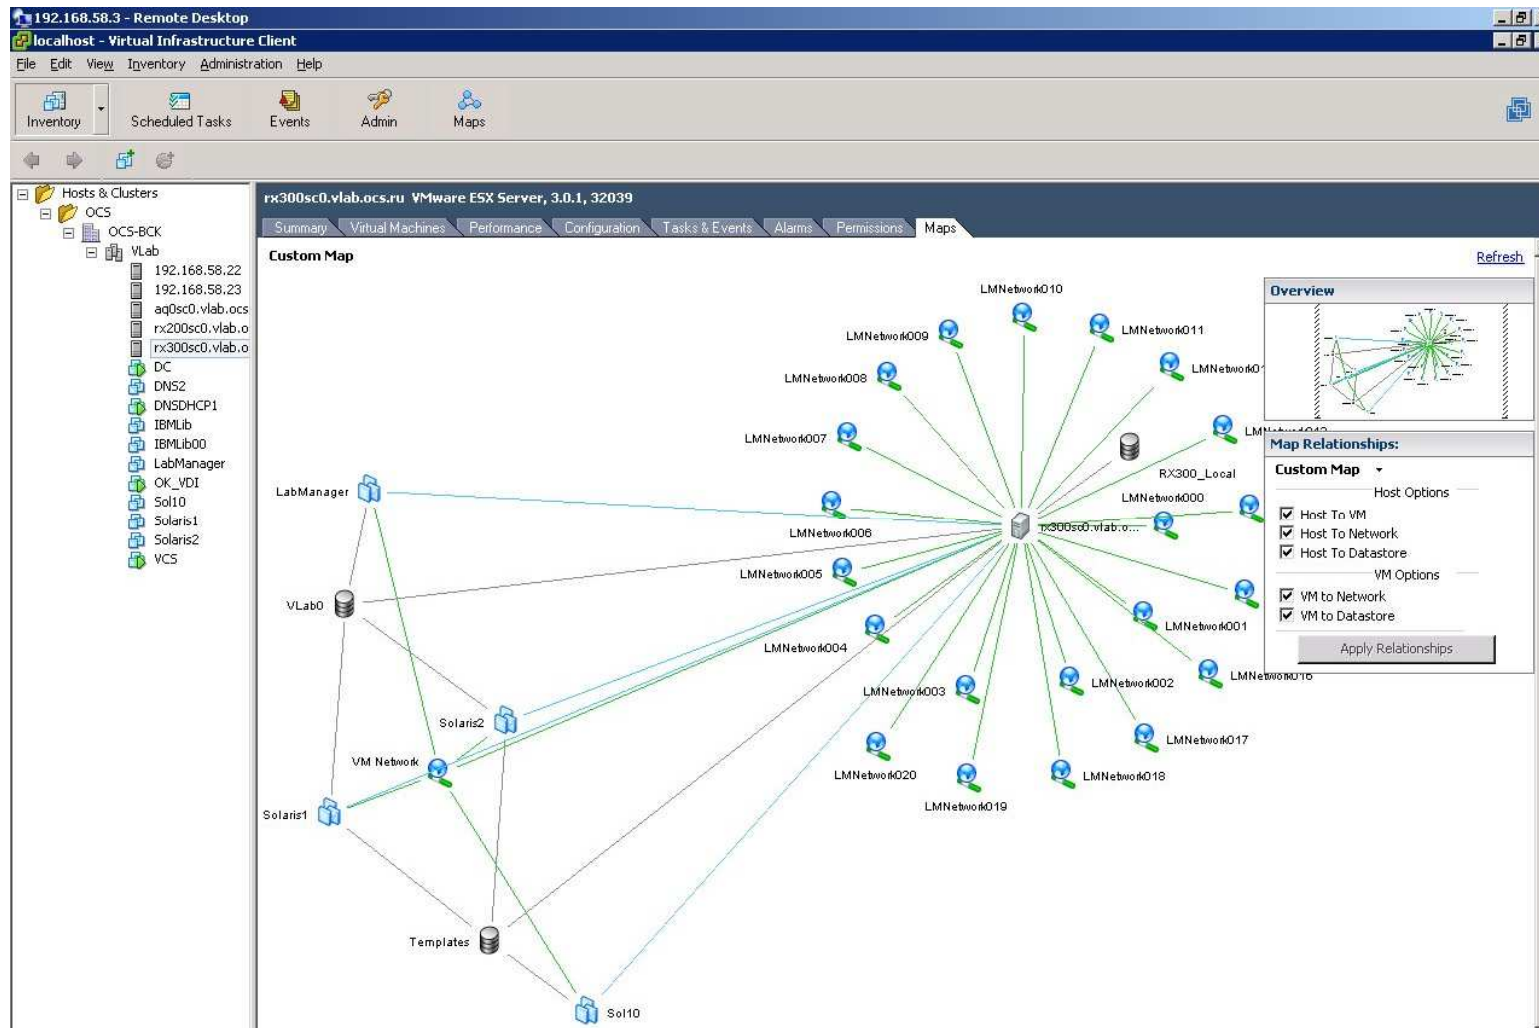 192.168.58.3 - Remote Desktop
localhost - Virtual Infrastructure Client
File Edit View Inventory Administration Help
Inventory Scheduled Tasks Events Admin Maps
Hosts & Clusters
OCS
OCS-BCK
VLab
192.168.58.22
192.168.58.23
aq0sc0.vlab.ocs
rx200sc0.vlab.o
rx300sc0.vlab.o
DC
DNS2
DNSDHCP1
IBMLib
IBMLib00
LabManager
OK_VDI
Sol10
Solaris1
Solaris2
VCS
rx300sc0.vlab.ocs.ru VMware ESX Server, 3.0.1, 32039
Summary Virtual Machines Performance Configuration Tasks & Events Alarms Permissions Maps
Custom Map
Refresh
LMNetwork010
LMNetwork009
LMNetwork011
LMNetwork008
LMNetwork01
LMNetwork007
RX300_Local
LabManager
LMNetwork000
LMNetwork006
rx300sc0.vlab.o...
LMNetwork005
VLab0
LMNetwork001
LMNetwork004
LMNetwork003
LMNetwork002
LMNetwork016
Solaris2
LMNetwork017
VM Network
LMNetwork020
LMNetwork018
LMNetwork019
Solaris1
Templates
Sol10
Overview
Map Relationships:
Custom Map
Host Options
Host To VM
Host To Network
Host To Datastore
VM Options
VM to Network
VM to Datastore
Apply Relationships